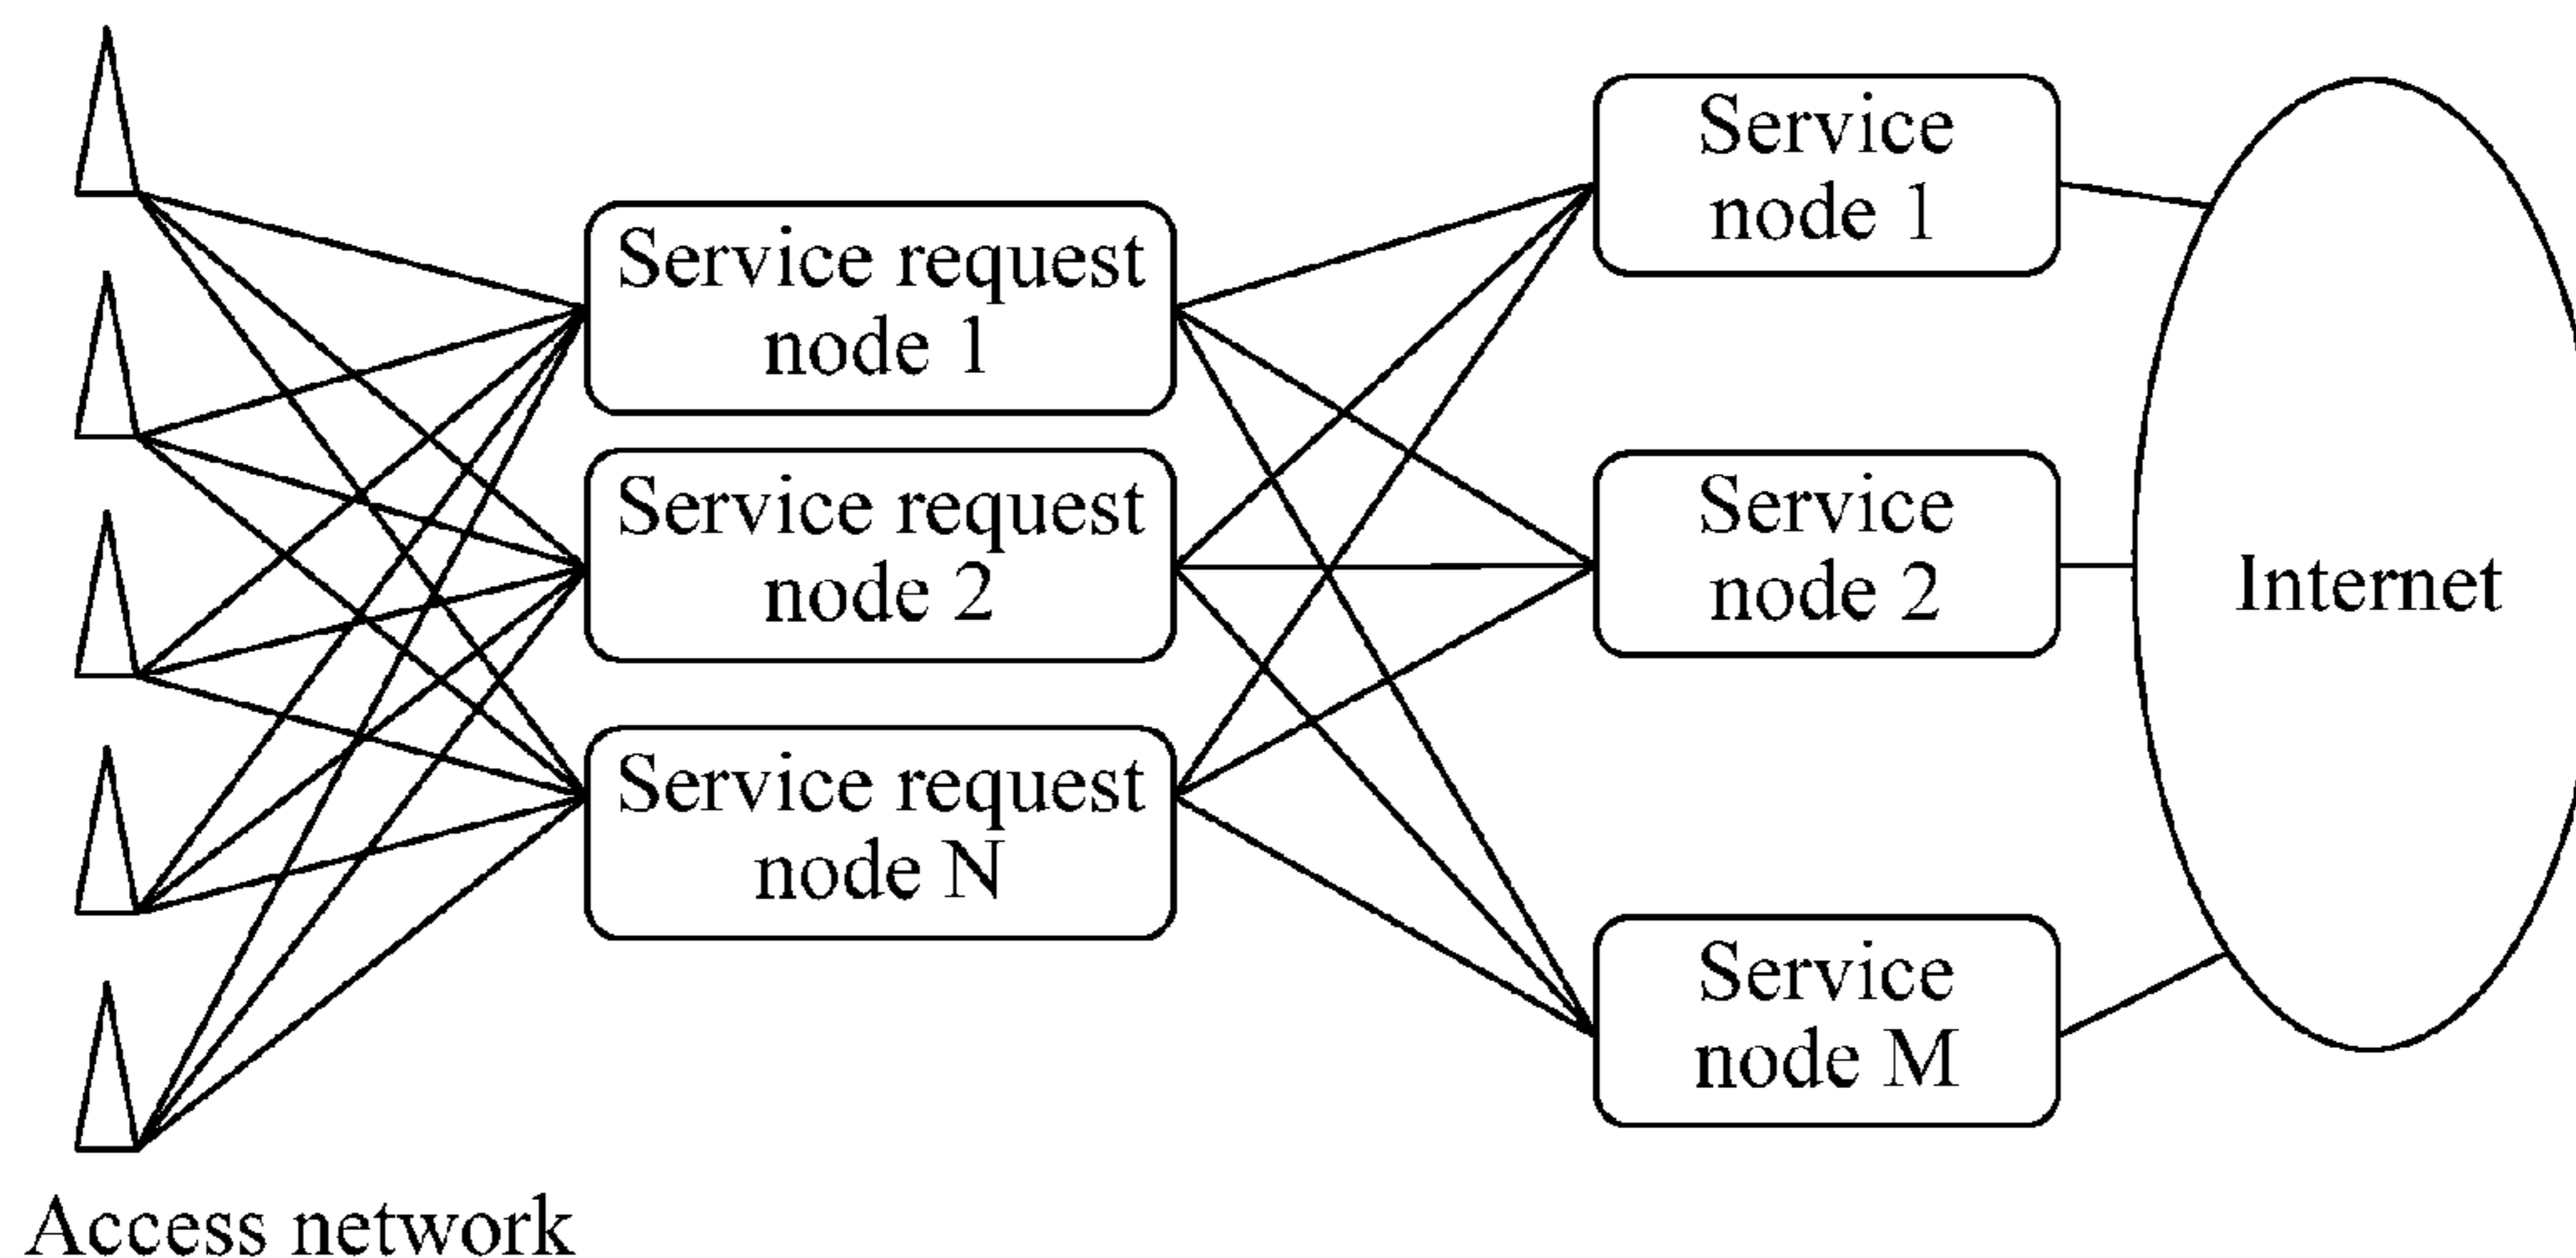 Service request
node 1
Service request
node 2
Service request
node N
Service
node 1
Service
node 2
Service
node M
Internet
Access network